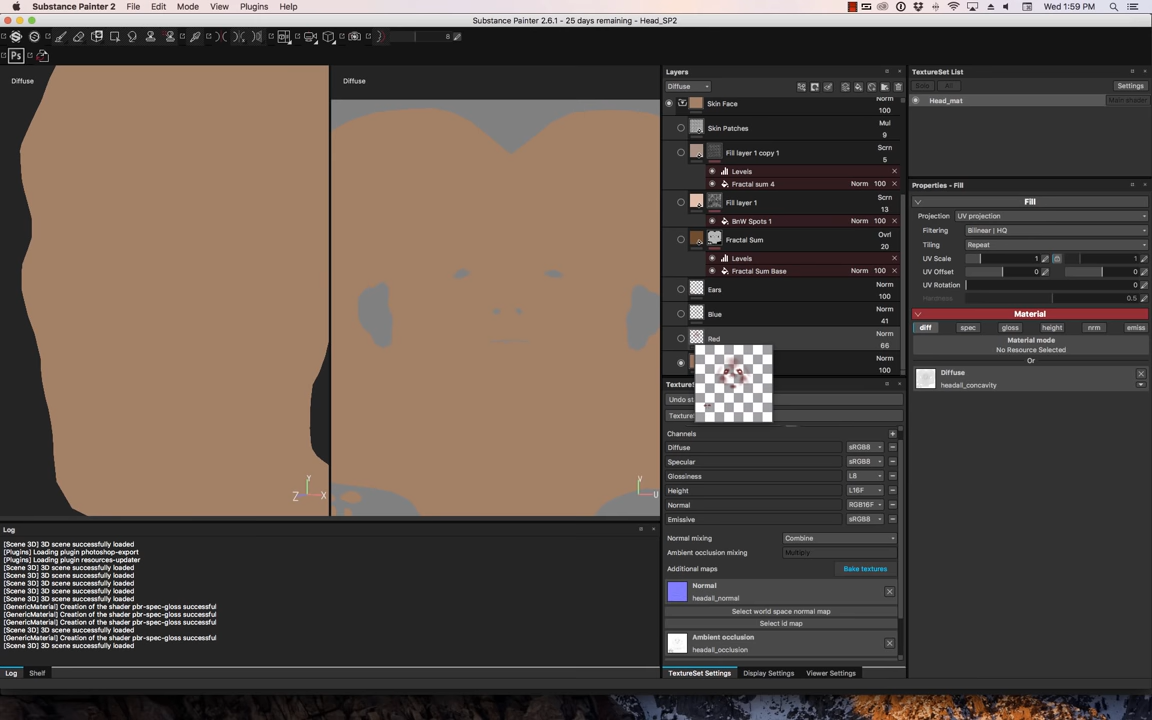 Substance Painter 2 File Edit Mode View Plugins Help Wed 1:59 PM
Substance Painter 2.6.1 - 25 days remaining - Head_SP2
8
Ps
Diffuse
Diffuse
Layers
Diffuse
Skin Face Norm
100
Skin Patches Mul
9
Fill layer 1 copy 1 Scrn
5
Levels
Fractal sum 4 Norm 100
Fill layer 1 Scrn
13
BnW Spots 1 Norm 100
Fractal Sum Ovrl
20
Levels
Fractal Sum Base Norm 100
Ears Norm
100
Blue Norm
41
Red Norm
66
Norm
100
TextureSe
Undo st
Texture
Channels
Diffuse sRGB8
Specular sRGB8
Glossiness L8
Height L16F
Normal RGB16F
Emissive sRGB8
Normal mixing Combine
Ambient occlusion mixing Multiply
Additional maps Bake textures
Normal
headall_normal
Select world space normal map
Select id map
Ambient occlusion
headall_occlusion
TextureSet Settings Display Settings Viewer Settings
TextureSet List
Solo All Settings
Head_mat Main shader
Properties - Fill
Fill
Projection UV projection
Filtering Bilinear | HQ
Tiling Repeat
UV Scale 1 1
UV Offset 0 0
UV Rotation 0
Hardness 0.5
Material
diff spec gloss height nrm emiss
Material mode
No Resource Selected
Or
Diffuse
headall_concavity
Z Y X
V U
Log
[Scene 3D] 3D scene successfully loaded
[Plugins] Loading plugin photoshop-export
[Plugins] Loading plugin resources-updater
[Scene 3D] 3D scene successfully loaded
[Scene 3D] 3D scene successfully loaded
[Scene 3D] 3D scene successfully loaded
[Scene 3D] 3D scene successfully loaded
[Scene 3D] 3D scene successfully loaded
[GenericMaterial] Creation of the shader pbr-spec-gloss successful
[GenericMaterial] Creation of the shader pbr-spec-gloss successful
[GenericMaterial] Creation of the shader pbr-spec-gloss successful
[Scene 3D] 3D scene successfully loaded
[GenericMaterial] Creation of the shader pbr-spec-gloss successful
[Scene 3D] 3D scene successfully loaded
Log Shelf